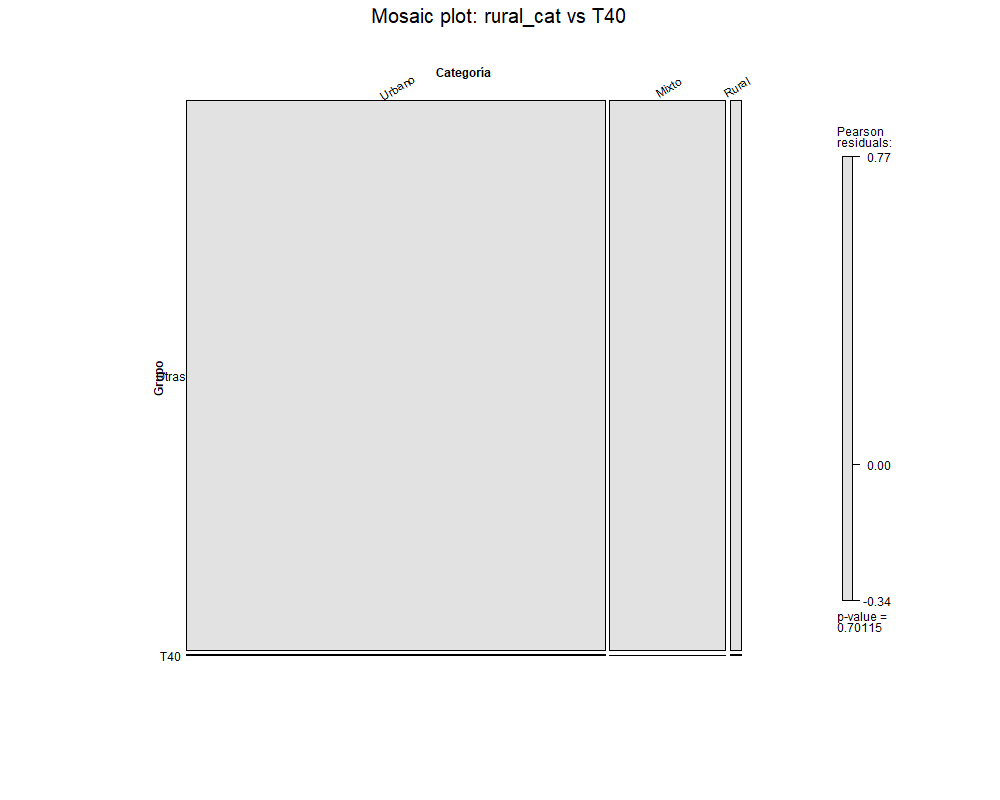 Mosaic plot: rural_cat vs T40
Categoría
Urbano
Mixto
Rural
Pearson
residuals:
0.77
0.00
-0.34
p-value =
0.70115
Grupo
Otras
T40